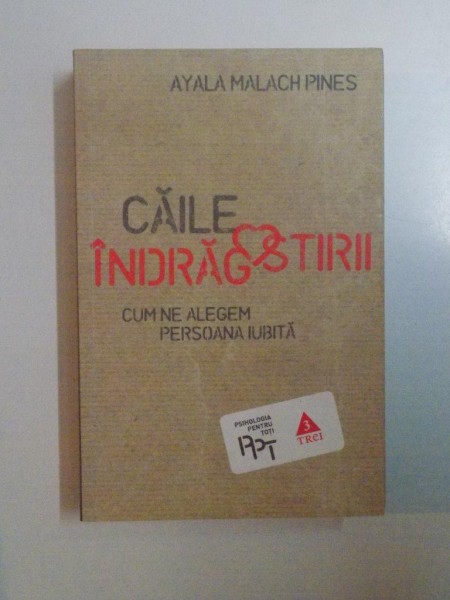 AYALA MALACH PINES
CĂILE
ÎNDRĂGOSTIRII
CUM NE ALEGEM
PERSOANA IUBITĂ
PSIHOLOGIA
PENTRU
TOȚI
PPT
3
TREI